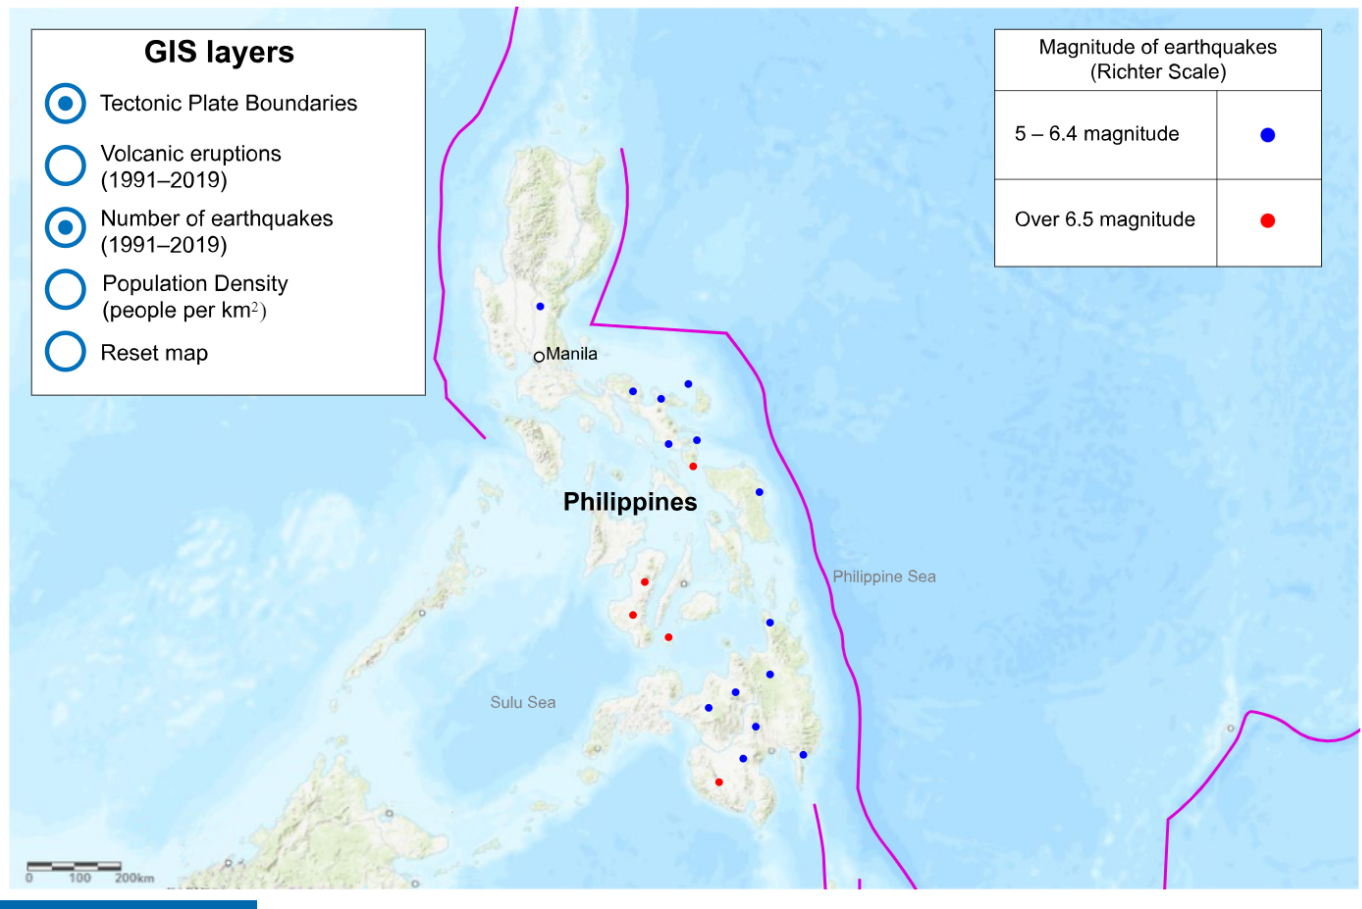 GIS layers
Tectonic Plate Boundaries
Volcanic eruptions
(1991–2019)
Number of earthquakes
(1991–2019)
Population Density
(people per km²)
Reset map
Magnitude of earthquakes
(Richter Scale)
5 – 6.4 magnitude
Over 6.5 magnitude
Manila
Philippines
Philippine Sea
Sulu Sea
0 100 200km